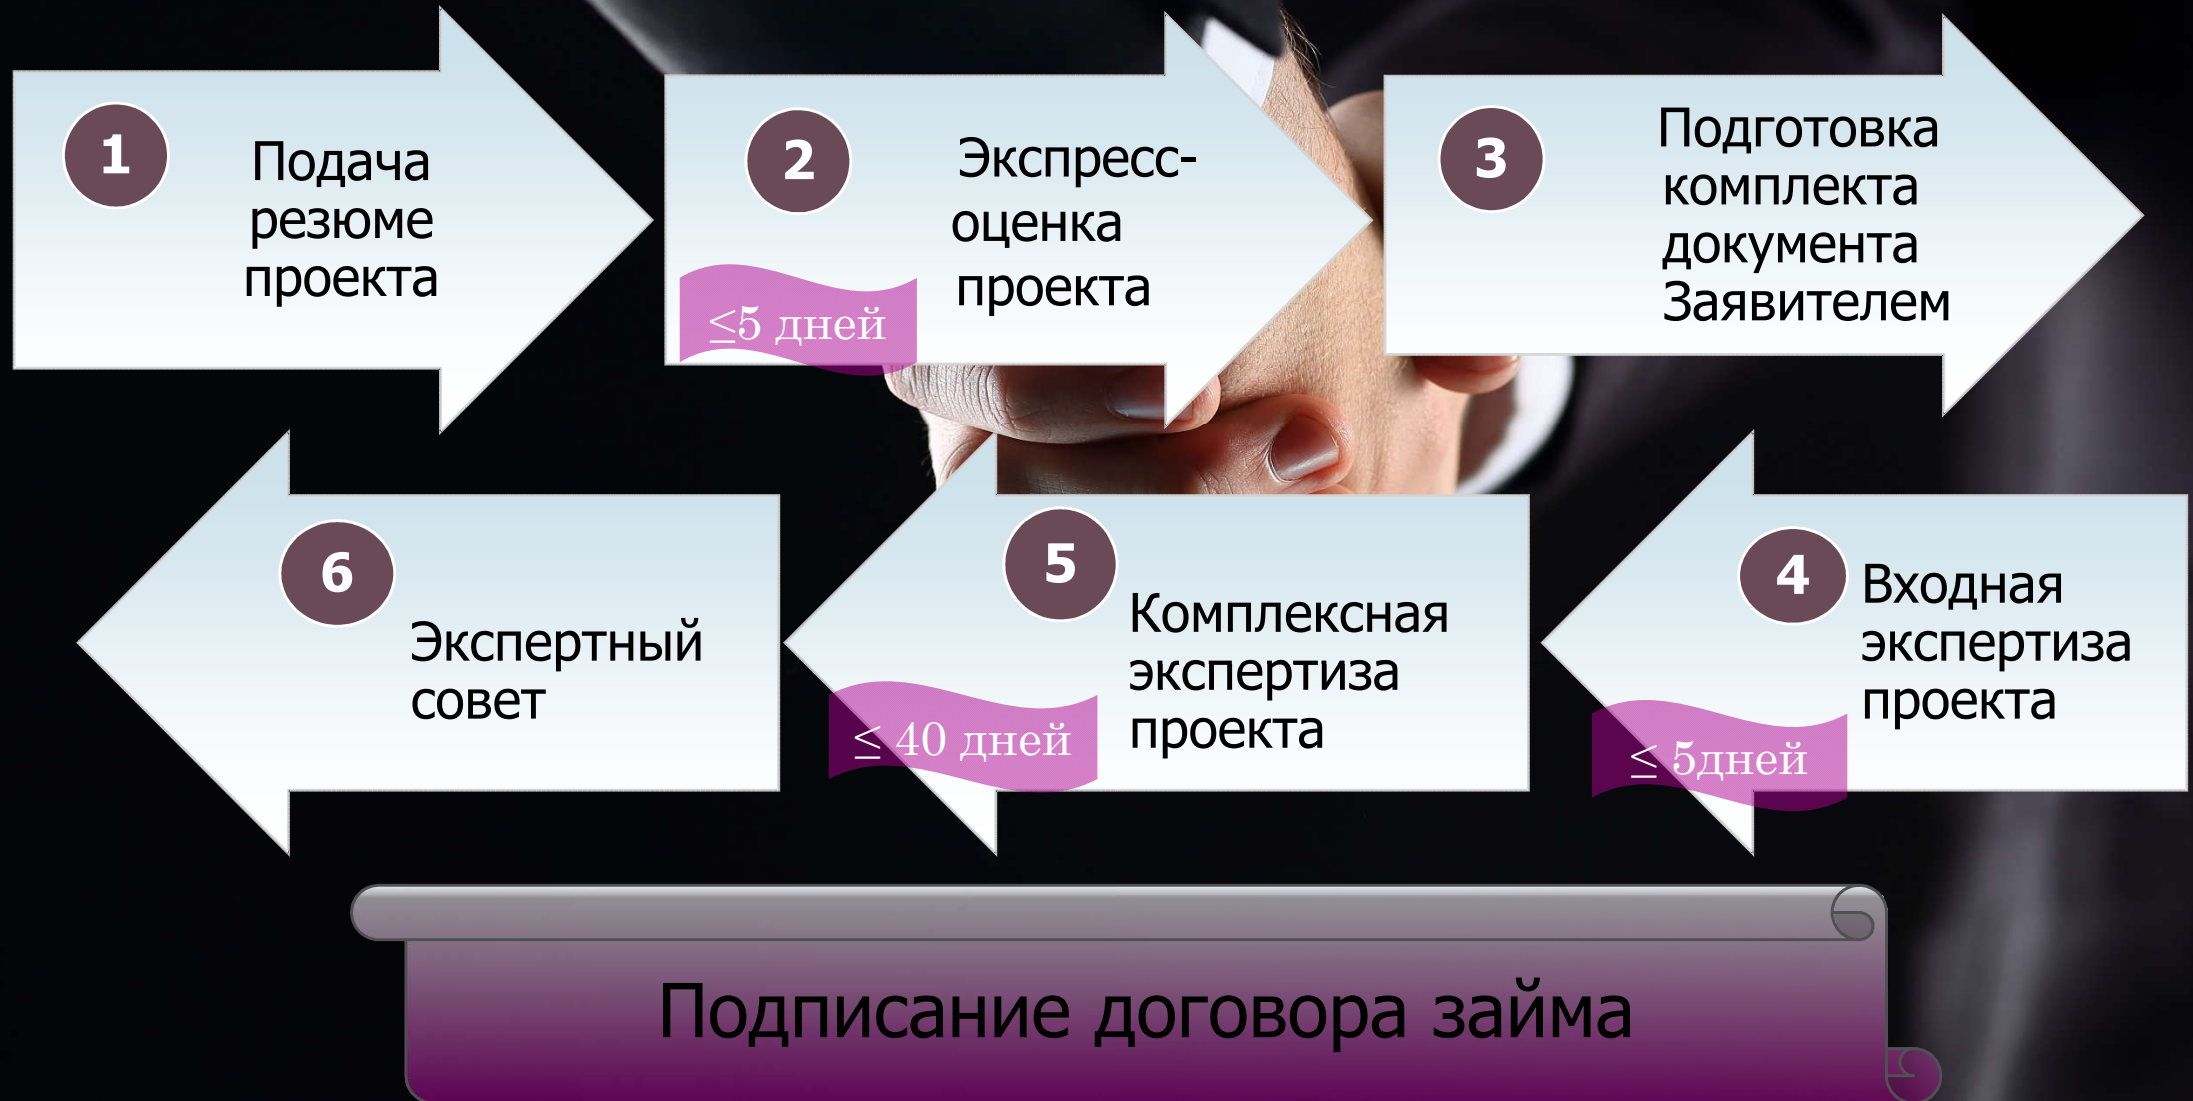 1
Подача
резюме
проекта
2
Экспресс-
оценка
проекта
≤5 дней
3
Подготовка
комплекта
документа
Заявителем
4
Входная
экспертиза
проекта
≤ 5дней
5
Комплексная
экспертиза
проекта
≤ 40 дней
6
Экспертный
совет
Подписание договора займа